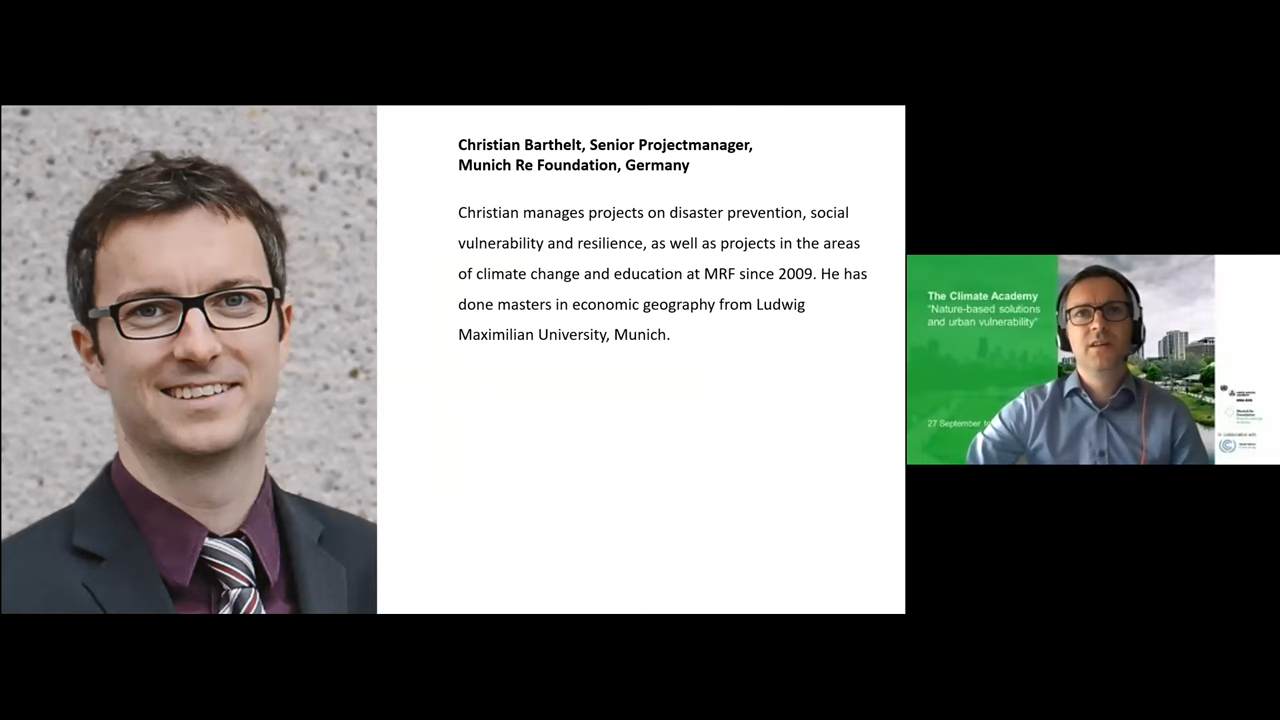 Christian Barthelt, Senior Projectmanager,
Munich Re Foundation, Germany
Christian manages projects on disaster prevention, social
vulnerability and resilience, as well as projects in the areas
of climate change and education at MRF since 2009. He has
done masters in economic geography from Ludwig
Maximilian University, Munich.
The Climate Academy
"Nature-based solutions
and urban vulnerability"
27 September
In collaboration with